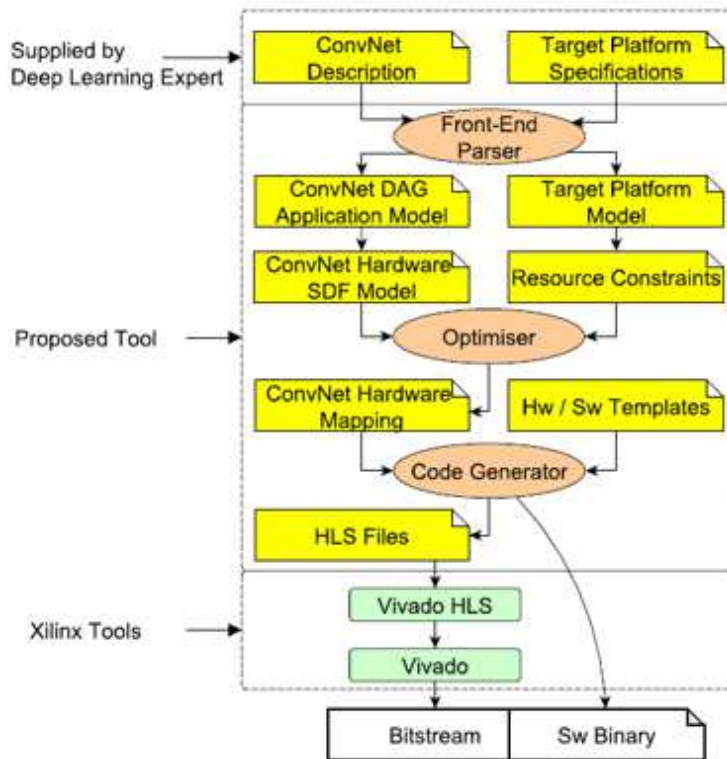 Supplied by
Deep Learning Expert
ConvNet
Description
Target Platform
Specifications
Front-End
Parser
ConvNet DAG
Application Model
Target Platform
Model
ConvNet Hardware
SDF Model
Resource Constraints
Proposed Tool
Optimiser
ConvNet Hardware
Mapping
Hw / Sw Templates
Code Generator
HLS Files
Xilinx Tools
Vivado HLS
Vivado
Bitstream
Sw Binary